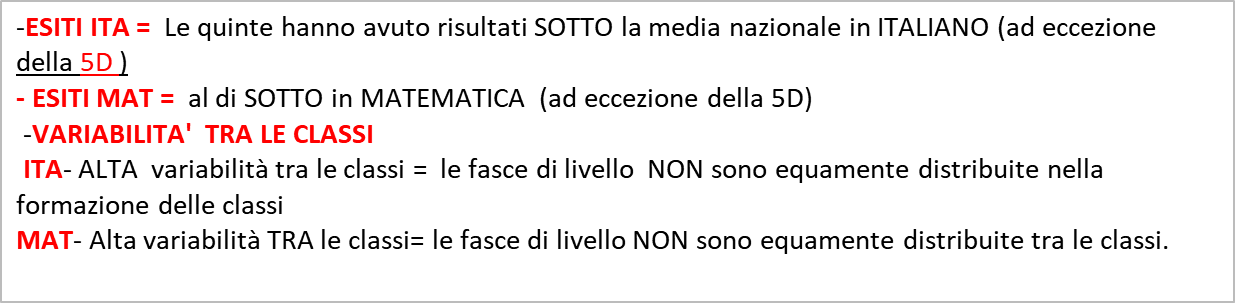 -ESITI ITA = Le quinte hanno avuto risultati SOTTO la media nazionale in ITALIANO (ad eccezione
della 5D )
- ESITI MAT = al di SOTTO in MATEMATICA (ad eccezione della 5D)
-VARIABILITA' TRA LE CLASSI
ITA- ALTA variabilità tra le classi = le fasce di livello NON sono equamente distribuite nella
formazione delle classi
MAT- Alta variabilità TRA le classi= le fasce di livello NON sono equamente distribuite tra le classi.